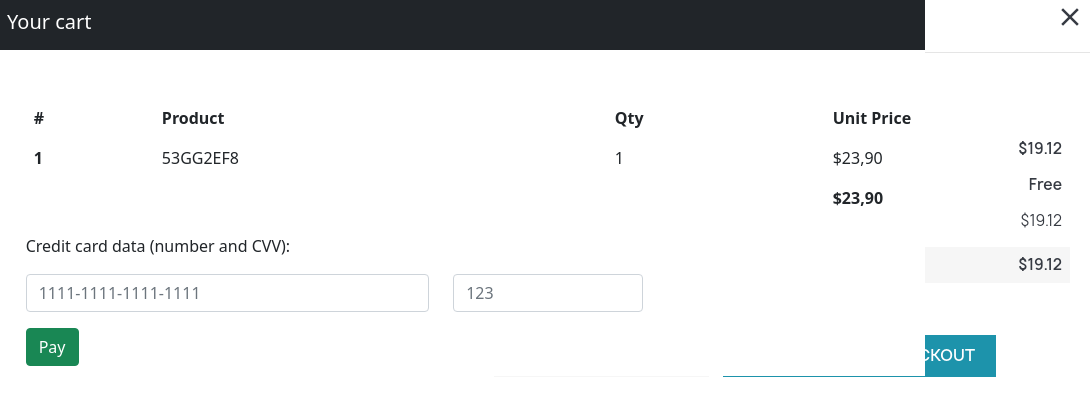 Your cart
# Product Qty Unit Price
$19.12
1 53GG2EF8 1 $23,90
Free
$23,90
$19.12
Credit card data (number and CVV):
$19.12
1111-1111-1111-1111 123
Pay
CKOUT